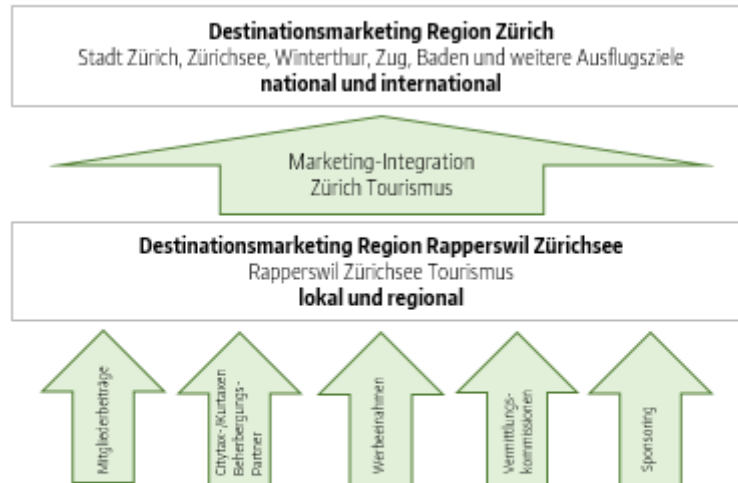 Destinationsmarketing Region Zürich
Stadt Zürich, Zürichsee, Winterthur, Zug, Baden und weitere Ausflugsziele
national und international
Marketing-Integration
Zürich Tourismus
Destinationsmarketing Region Rapperswil Zürichsee
Rapperswil Zürichsee Tourismus
lokal und regional
Mitgliederbeiträge
Citytax-/Kurtaxen
Beherbergungs-
Partner
Werbeeinahmen
Vermittlungs-
kommissionen
Sponsoring